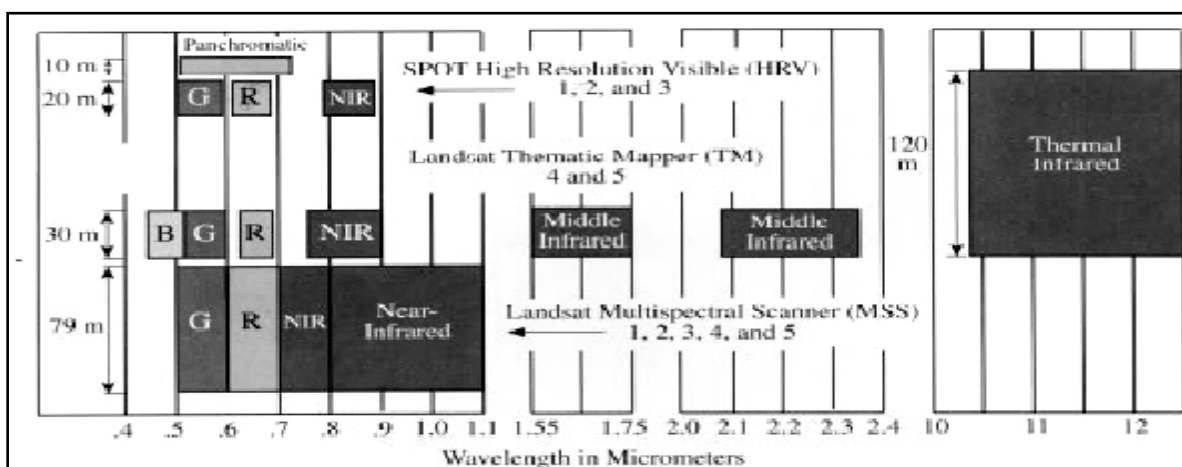 Panchromatic
10 m
SPOT High Resolution Visible (HRV)
1, 2, and 3
20 m
G R NIR
Landsat Thematic Mapper (TM)
4 and 5
120
m
Thermal
Infrared
30 m
B G R NIR
Middle
Infrared
Middle
Infrared
79 m
G R NIR
Near-
Infrared
Landsat Multispectral Scanner (MSS)
1, 2, 3, 4, and 5
.4 .5 .6 .7 .8 .9 1.0 1.1 1.55 1.75 2.0 2.1 2.2 2.3 2.4 10 11 12
Wavelength in Micrometers